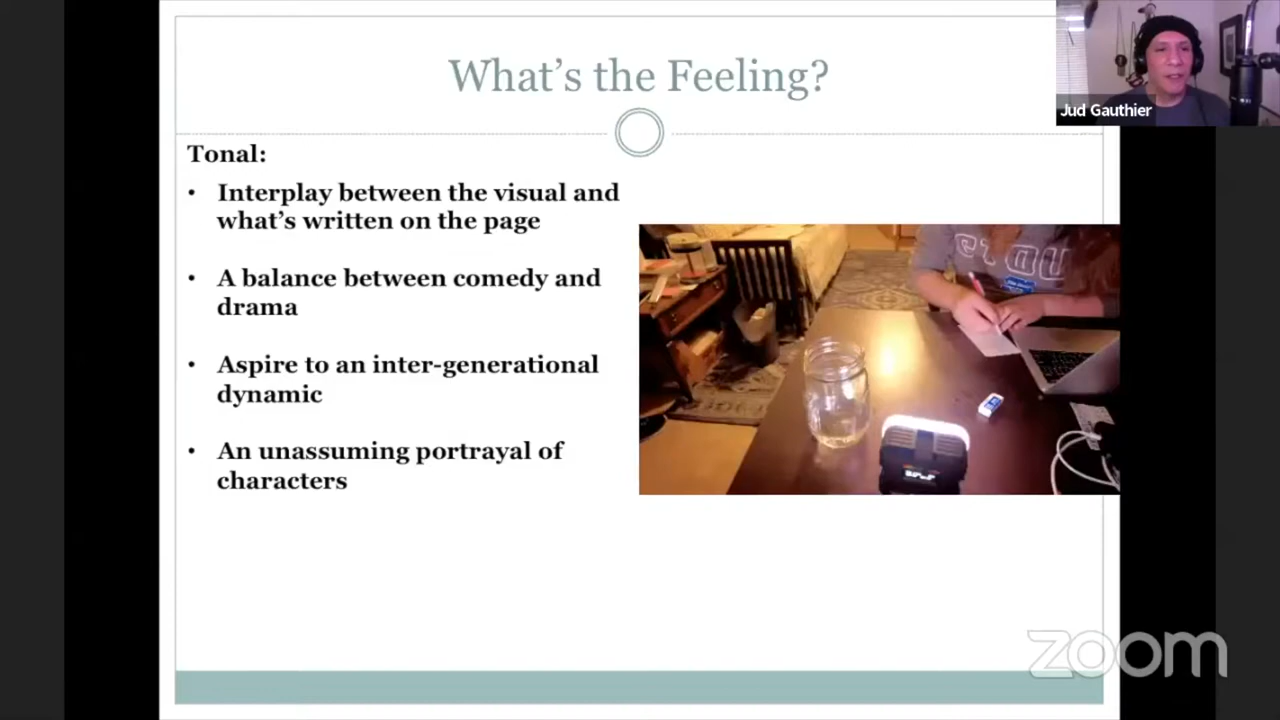 What's the Feeling?
Jud Gauthier
Tonal:
• Interplay between the visual and
what's written on the page
• A balance between comedy and
drama
• Aspire to an inter-generational
dynamic
• An unassuming portrayal of
characters
zoom